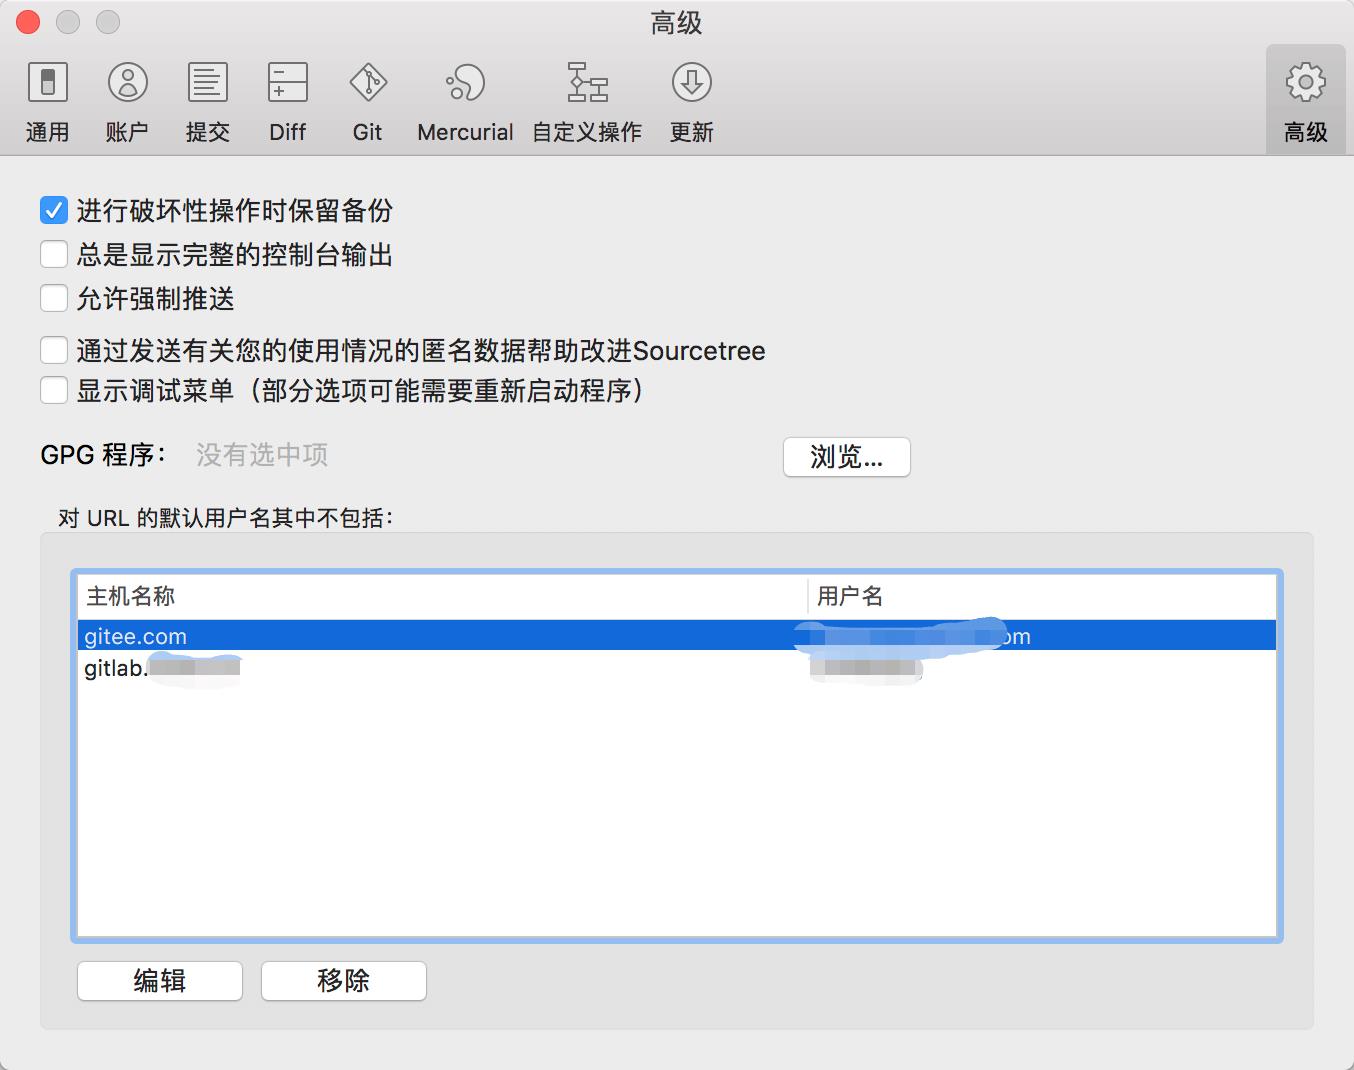 高级
通用 账户 提交 Diff Git Mercurial 自定义操作 更新 高级
进行破坏性操作时保留备份
总是显示完整的控制台输出
允许强制推送
通过发送有关您的使用情况的匿名数据帮助改进Sourcetree
显示调试菜单（部分选项可能需要重新启动程序）
GPG 程序： 没有选中项 浏览...
对 URL 的默认用户名其中不包括：
主机名称 用户名
gitee.com om
gitlab.
编辑 移除